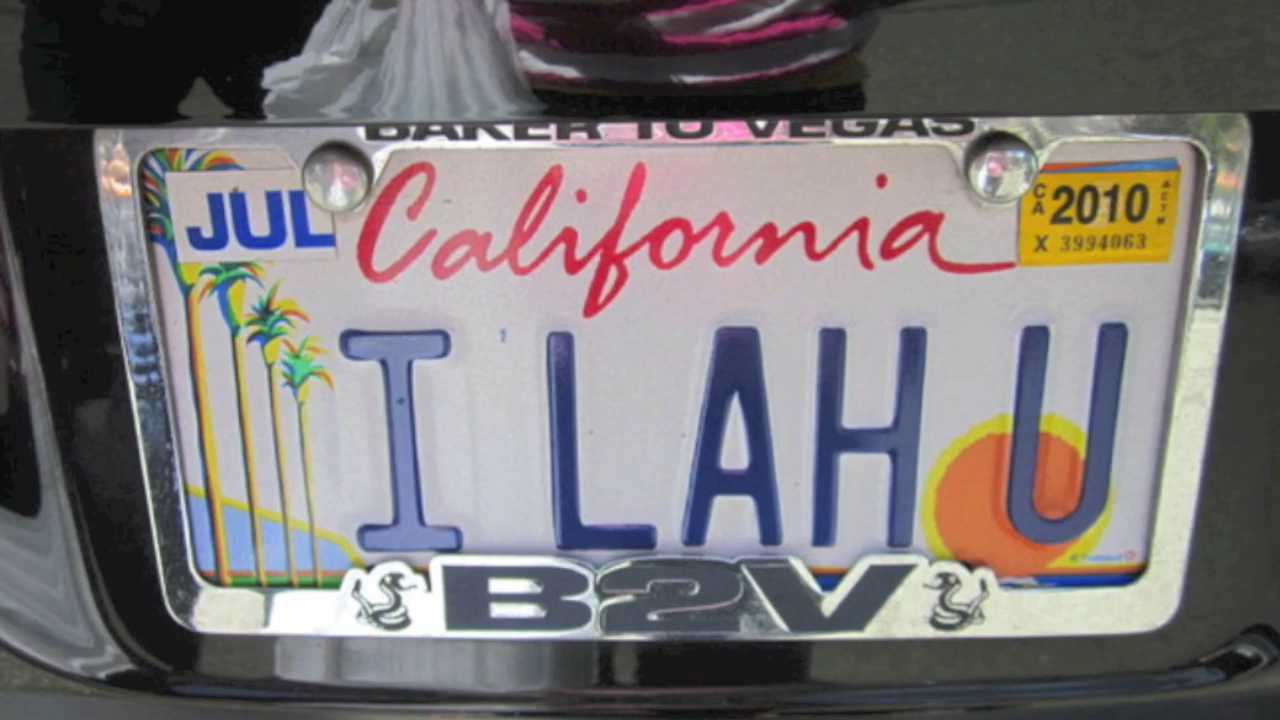 BAKER TO VEGAS
JUL
California
CA 2010
X 3994063
I LAH U
B2V